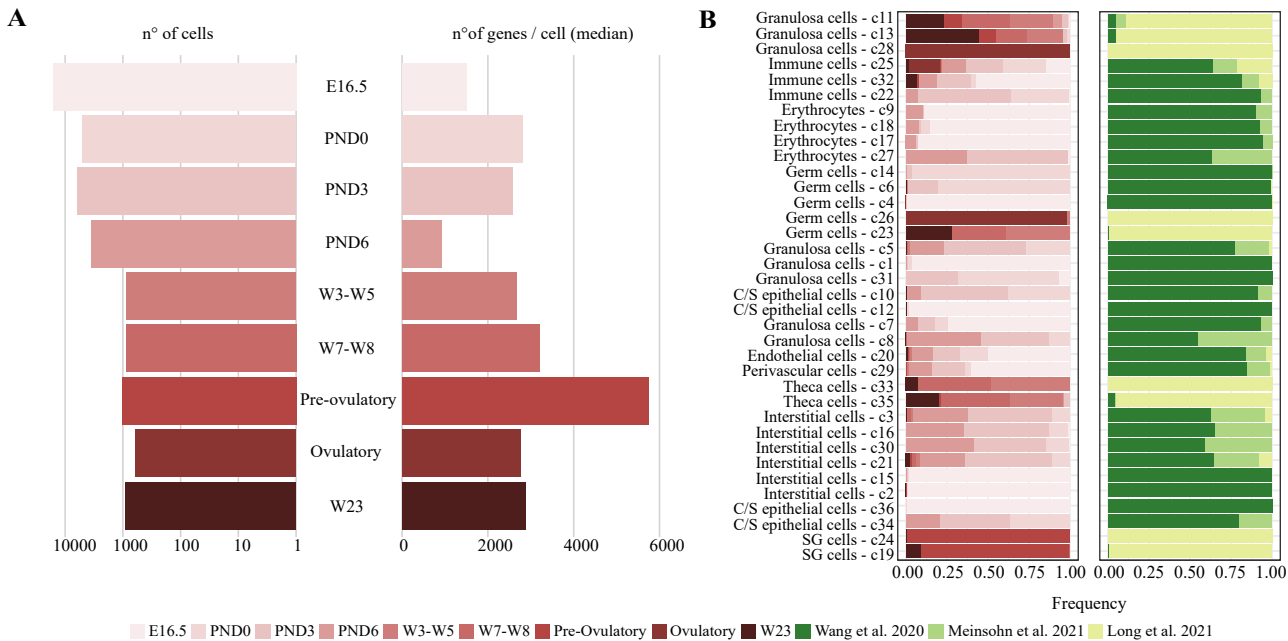 A
n° of cells
n°of genes / cell (median)
E16.5
PND0
PND3
PND6
W3-W5
W7-W8
Pre-ovulatory
Ovulatory
W23
10000 1000 100 10 1
0 2000 4000 6000
B
Granulosa cells - c11
Granulosa cells - c13
Granulosa cells - c28
Immune cells - c25
Immune cells - c32
Immune cells - c22
Erythrocytes - c9
Erythrocytes - c18
Erythrocytes - c17
Erythrocytes - c27
Germ cells - c14
Germ cells - c6
Germ cells - c4
Germ cells - c26
Germ cells - c23
Granulosa cells - c5
Granulosa cells - c1
Granulosa cells - c31
C/S epithelial cells - c10
C/S epithelial cells - c12
Granulosa cells - c7
Granulosa cells - c8
Endothelial cells - c20
Perivascular cells - c29
Theca cells - c33
Theca cells - c35
Interstitial cells - c3
Interstitial cells - c16
Interstitial cells - c30
Interstitial cells - c21
Interstitial cells - c15
Interstitial cells - c2
C/S epithelial cells - c36
C/S epithelial cells - c34
SG cells - c24
SG cells - c19
0.00 0.25 0.50 0.75 1.00
0.00 0.25 0.50 0.75 1.00
Frequency
E16.5 PND0 PND3 PND6 W3-W5 W7-W8 Pre-Ovulatory Ovulatory W23 Wang et al. 2020 Meinsohn et al. 2021 Long et al. 2021